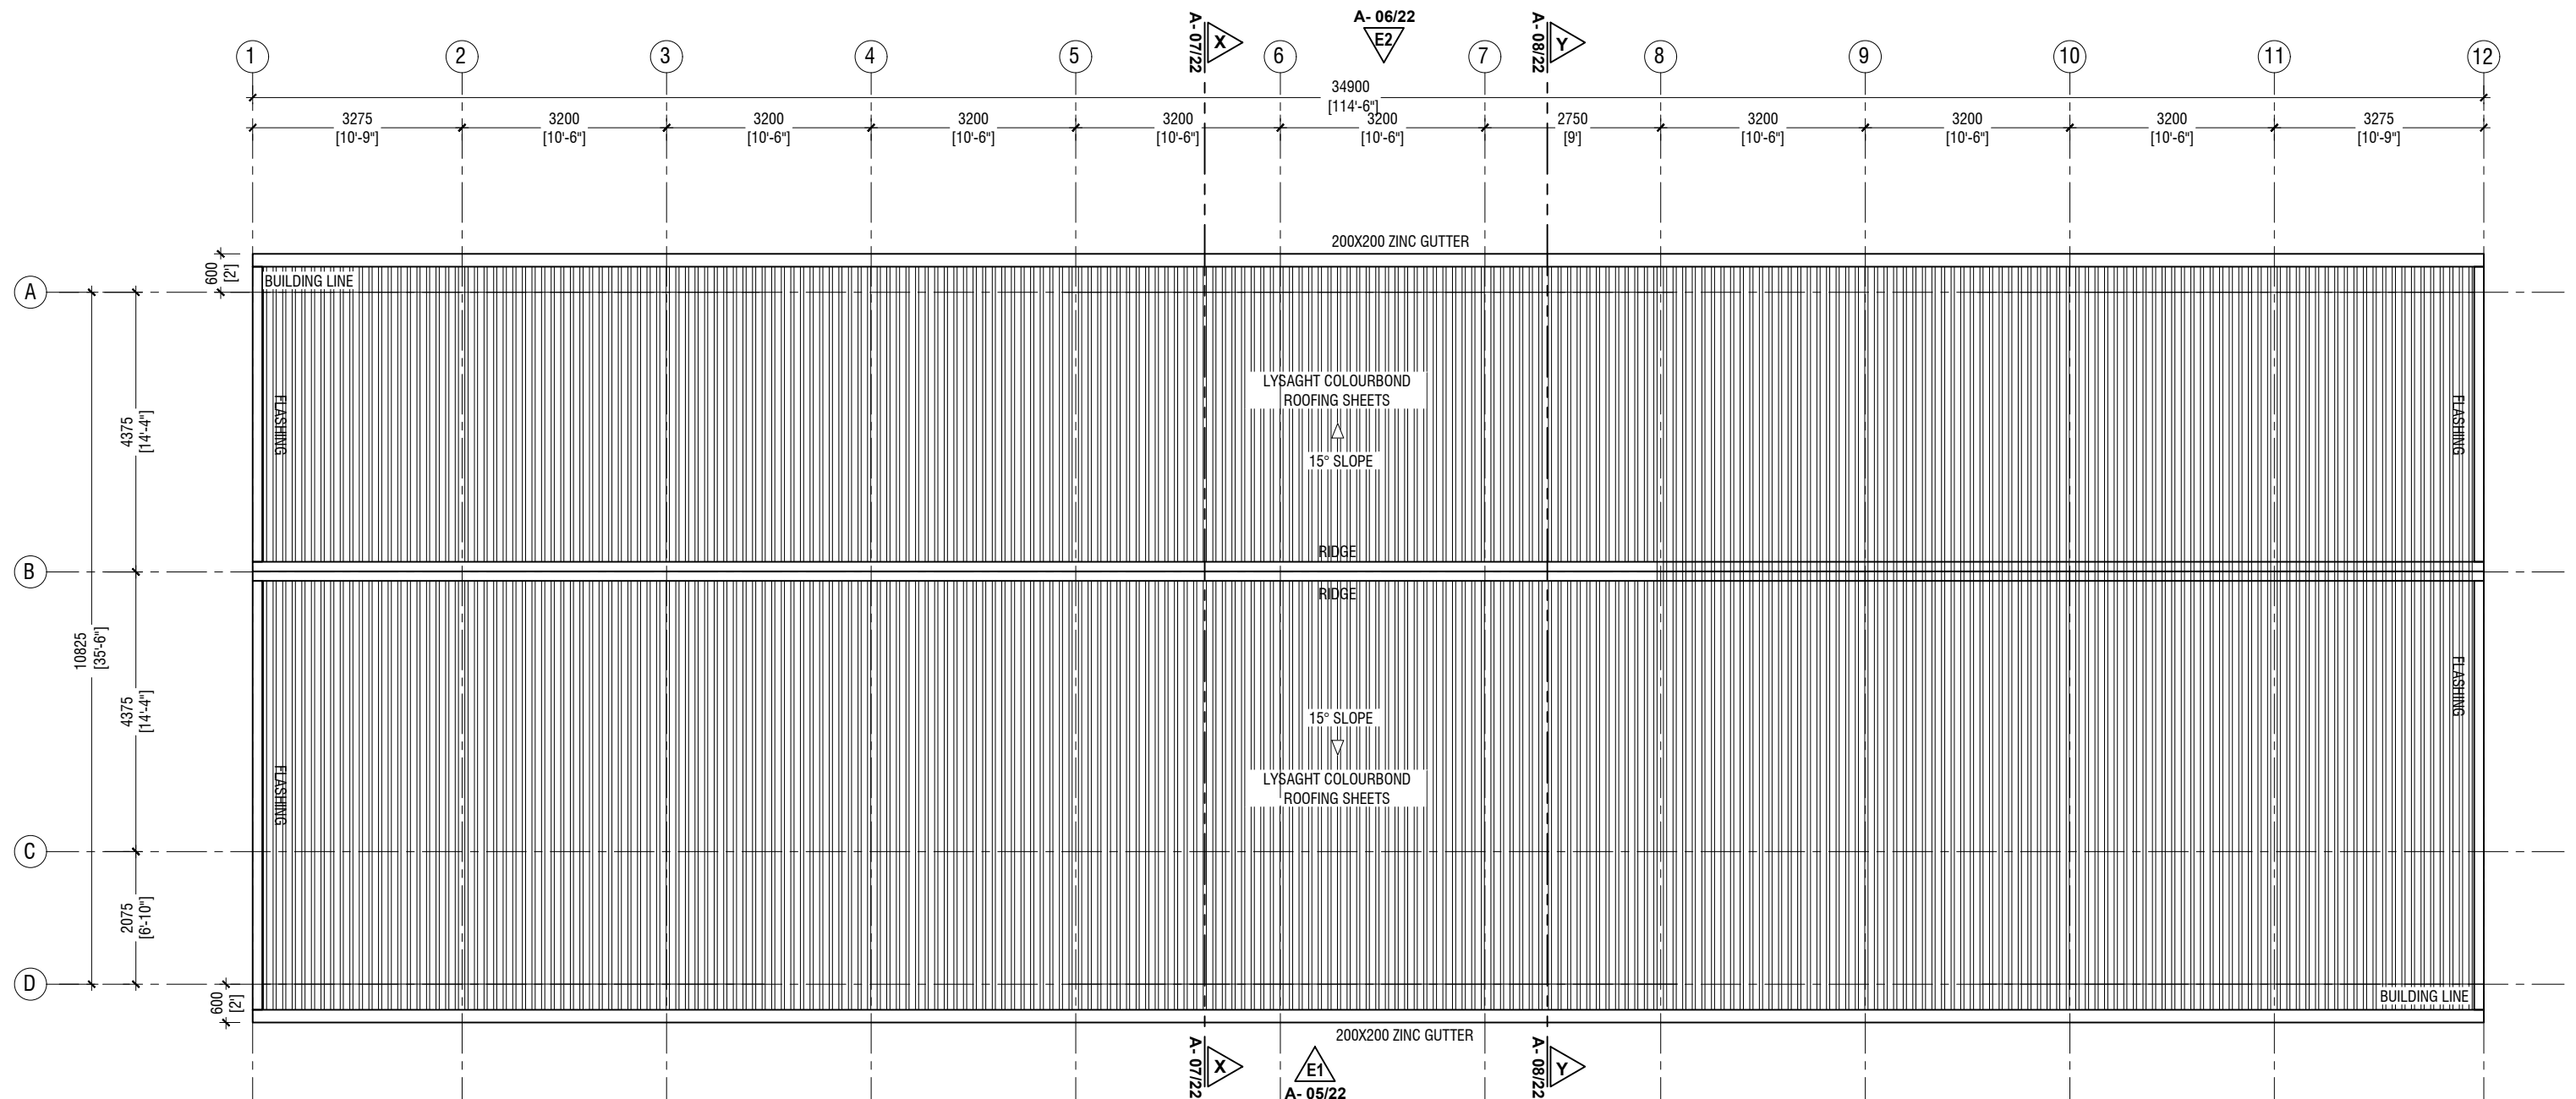 A- 06/22
E2
A- 07/22
X
A- 08/22
Y
1
2
3
4
5
6
7
8
9
10
11
12
34900
[114'-6"]
3275
[10'-9"]
3200
[10'-6"]
3200
[10'-6"]
3200
[10'-6"]
3200
[10'-6"]
3200
[10'-6"]
2750
[9']
3200
[10'-6"]
3200
[10'-6"]
3200
[10'-6"]
3275
[10'-9"]
200X200 ZINC GUTTER
600
[2']
BUILDING LINE
A
4375
[14'-4"]
FLASHING
LYSAGHT COLOURBOND
ROOFING SHEETS
15° SLOPE
FLASHING
RIDGE
B
RIDGE
10825
[35'-6"]
4375
[14'-4"]
FLASHING
15° SLOPE
LYSAGHT COLOURBOND
ROOFING SHEETS
FLASHING
C
2075
[6'-10"]
D
600
[2']
BUILDING LINE
200X200 ZINC GUTTER
A- 07/22
X
E1
A- 05/22
A- 08/22
Y